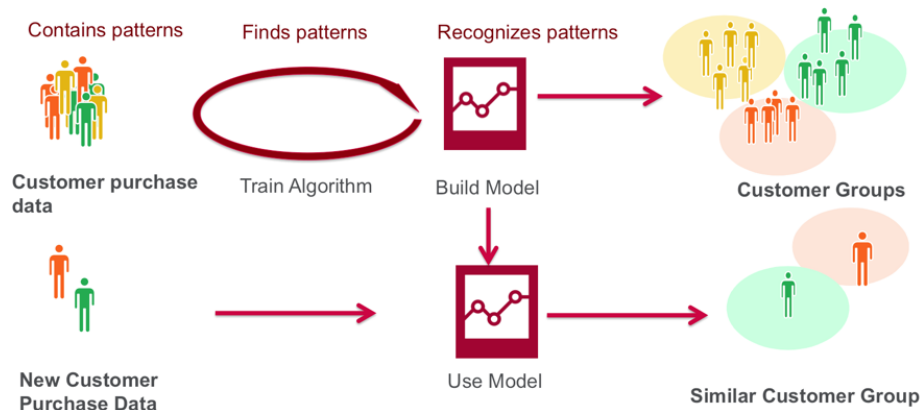 Contains patterns
Finds patterns
Recognizes patterns
Customer purchase
data
Train Algorithm
Build Model
Customer Groups
New Customer
Purchase Data
Use Model
Similar Customer Group